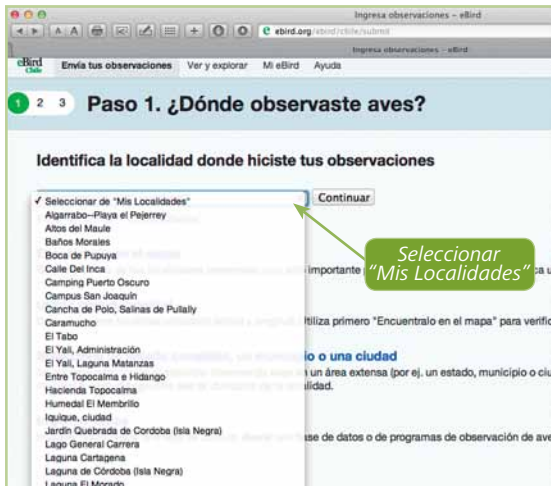 Ingresa observaciones – eBird
A A
ebird.org/ebird/chile/submit
Ingresa observaciones – eBird
eBird Chile Envía tus observaciones Ver y explorar Mi eBird Ayuda
1 2 3 Paso 1. ¿Dónde observaste aves?
Identifica la localidad donde hiciste tus observaciones
✓ Seleccionar de "Mis Localidades" Continuar
Algarrabo--Playa el Pejerrey
Altos del Maule
Baños Morales
Boca de Pupuya
Calle Del Inca
Camping Puerto Oscuro
Campus San Joaquín
Cancha de Polo, Salinas de Pullally
Caramucho
El Tabo
El Yali, Administración
El Yali, Laguna Matanzas
Entre Topocalma e Hidango
Hacienda Topocalma
Humedal El Membrillo
Iquique, ciudad
Jardín Quebrada de Cordoba (Isla Negra)
Lago General Carrera
Laguna Cartagena
Laguna de Córdoba (Isla Negra)
Laguna El Morado
Seleccionar
"Mis Localidades"
importante
tiliza primero "Encuentralo en el mapa" para verific
io o una ciudad
un área extensa (por ej. un estado, municipio o ciu
lidad.
se de datos o de programas de observación de ave